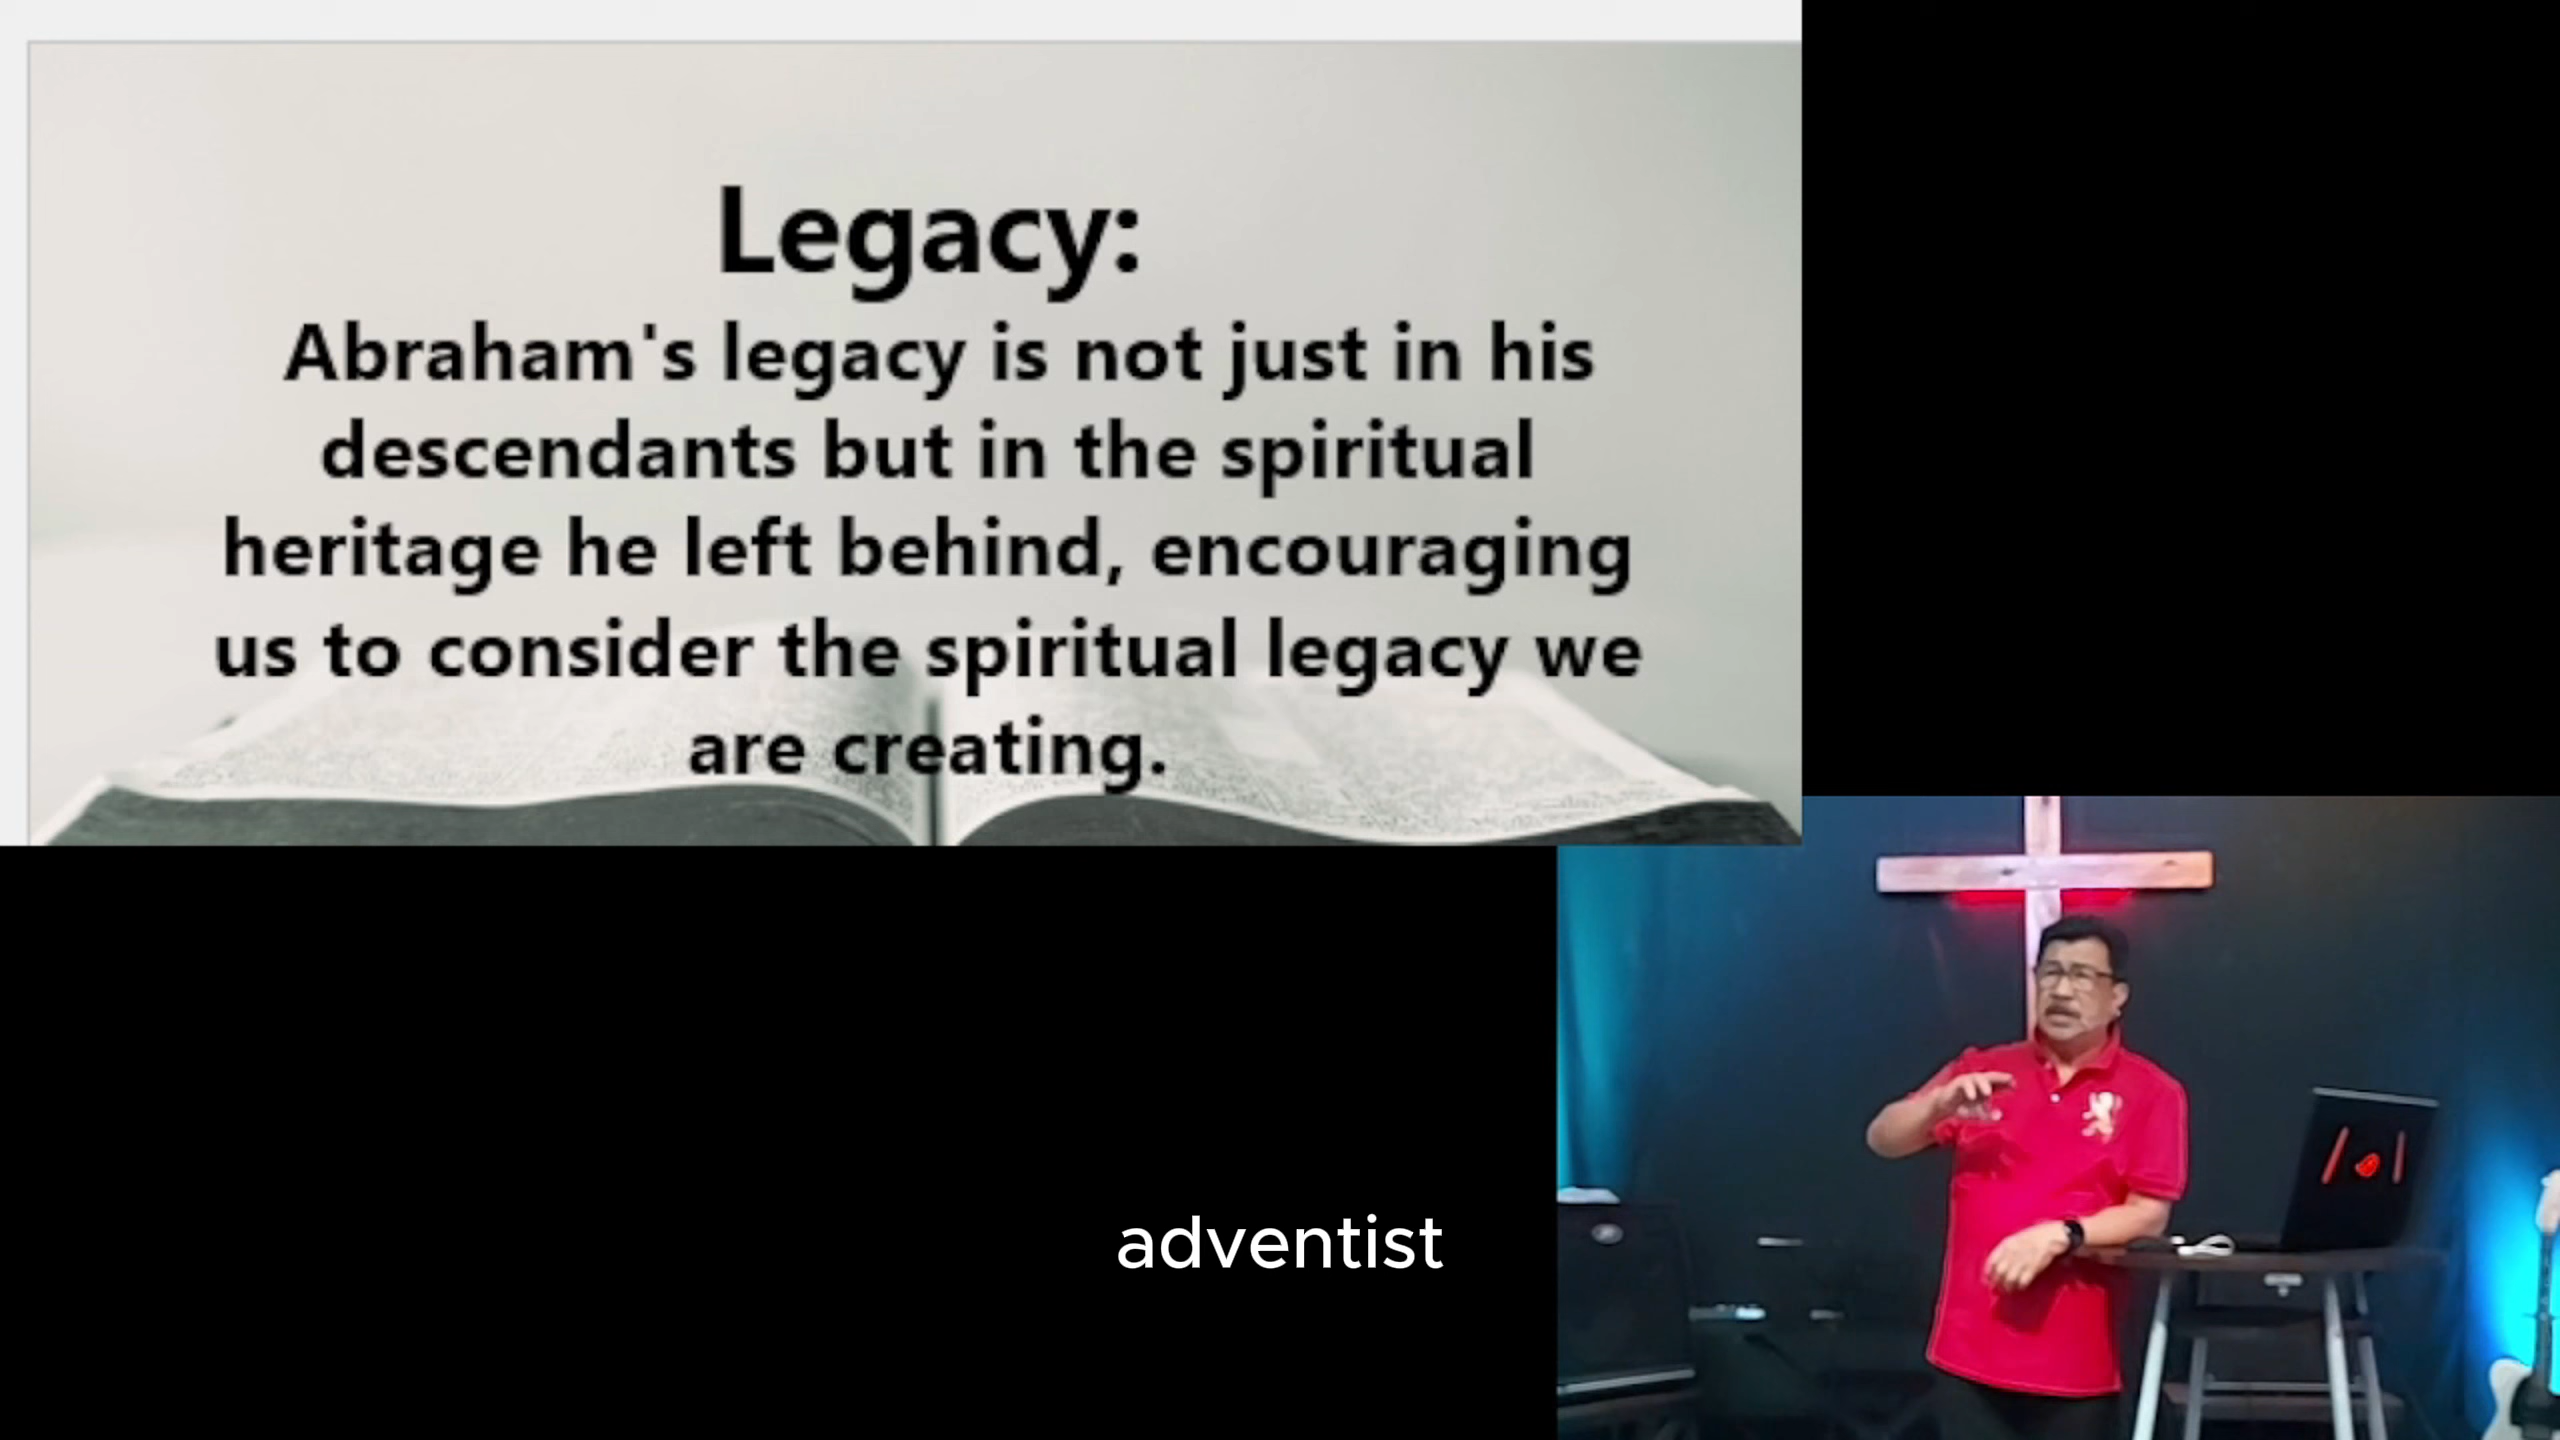 Legacy:
Abraham's legacy is not just in his
descendants but in the spiritual
heritage he left behind, encouraging
us to consider the spiritual legacy we
are creating.
adventist